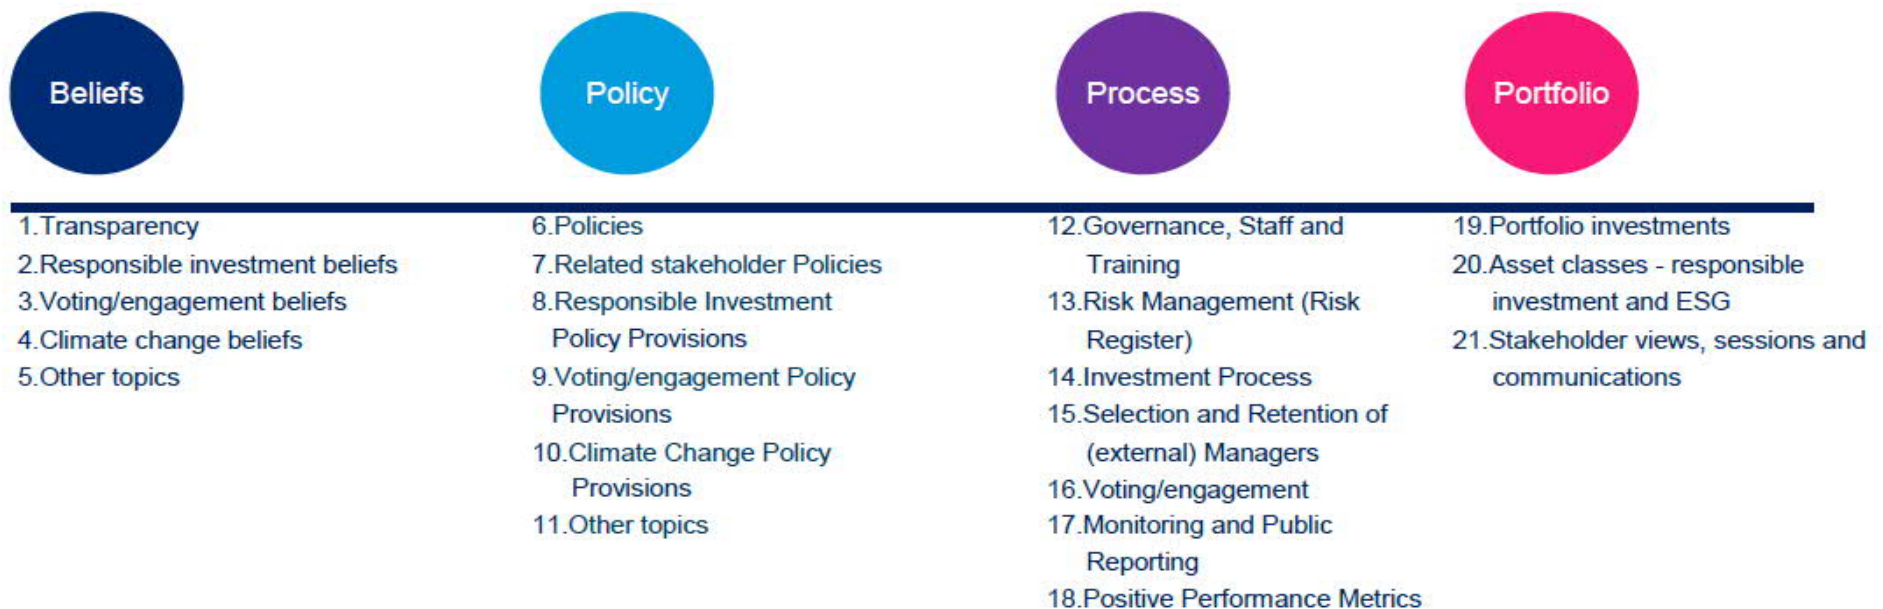 Beliefs
1.Transparency
2.Responsible investment beliefs
3.Voting/engagement beliefs
4.Climate change beliefs
5.Other topics
Policy
6.Policies
7.Related stakeholder Policies
8.Responsible Investment
Policy Provisions
9.Voting/engagement Policy
Provisions
10.Climate Change Policy
Provisions
11.Other topics
Process
12.Governance, Staff and
Training
13.Risk Management (Risk
Register)
14.Investment Process
15.Selection and Retention of
(external) Managers
16.Voting/engagement
17.Monitoring and Public
Reporting
18.Positive Performance Metrics
Portfolio
19.Portfolio investments
20.Asset classes - responsible
investment and ESG
21.Stakeholder views, sessions and
communications